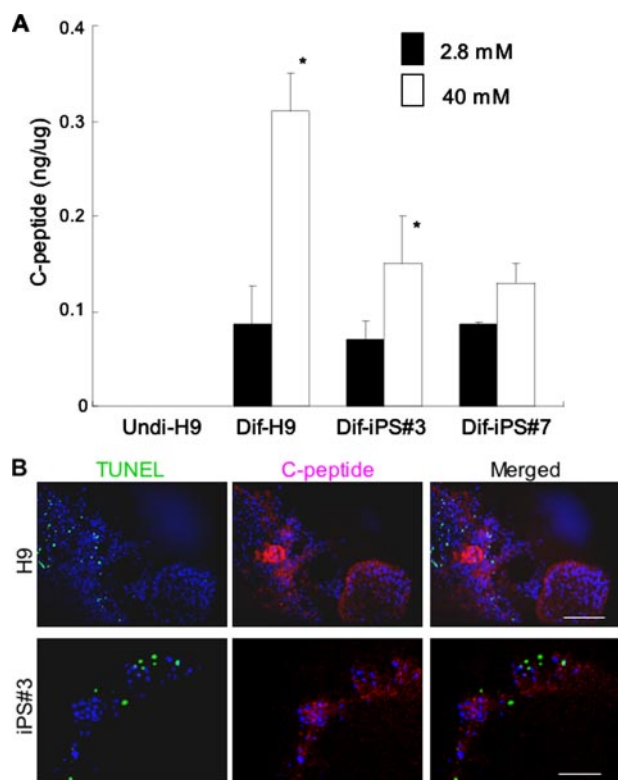 A
0.4
0.3
0.2
0.1
0
C-peptide (ng/ug)
2.8 mM
40 mM
*
*
Undi-H9 Dif-H9 Dif-iPS#3 Dif-iPS#7
B
TUNEL C-peptide Merged
H9
iPS#3